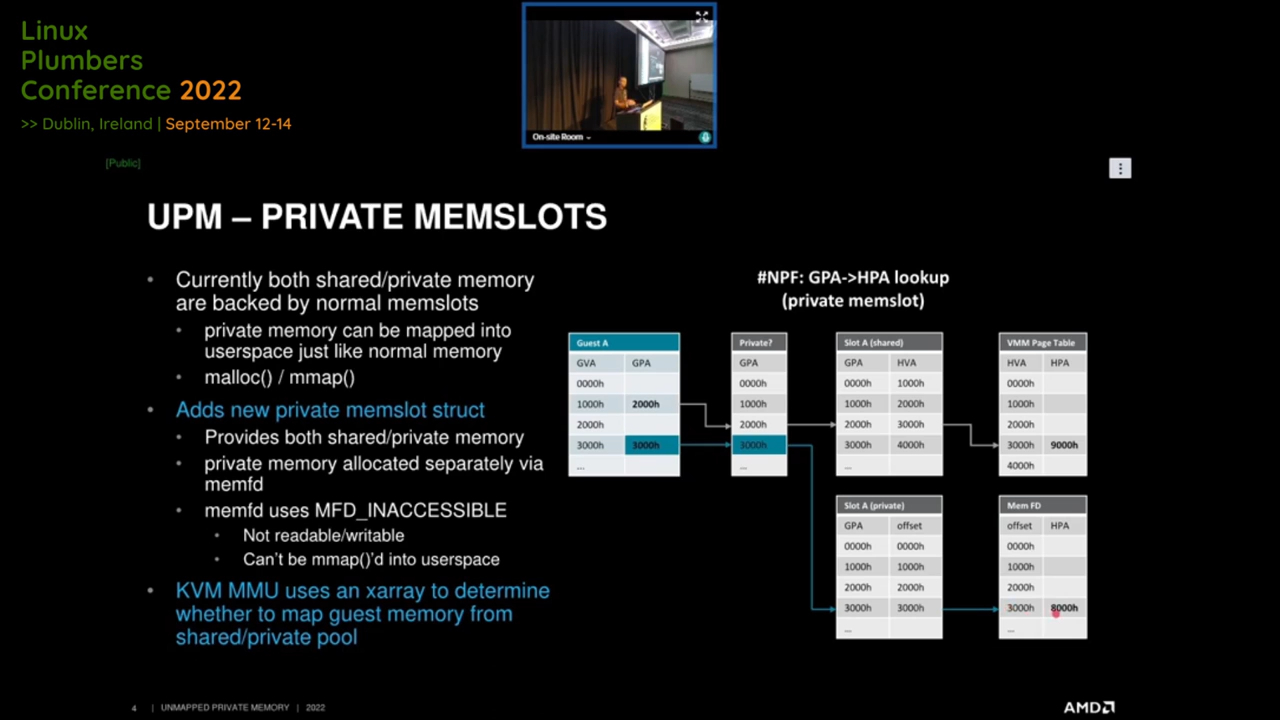 Linux
Plumbers
Conference 2022
>> Dublin, Ireland | September 12-14
On-site Room
[Public]
UPM – PRIVATE MEMSLOTS
• Currently both shared/private memory
are backed by normal memslots
• private memory can be mapped into
userspace just like normal memory
• malloc() / mmap()
• Adds new private memslot struct
• Provides both shared/private memory
• private memory allocated separately via
memfd
• memfd uses MFD_INACCESSIBLE
• Not readable/writable
• Can't be mmap()'d into userspace
• KVM MMU uses an xarray to determine
whether to map guest memory from
shared/private pool
#NPF: GPA->HPA lookup
(private memslot)
Guest A
GVA GPA
0000h
1000h 2000h
2000h
3000h 3000h
...
Private?
GPA
0000h
1000h
2000h
3000h
...
Slot A (shared)
GPA HVA
0000h 1000h
1000h 2000h
2000h 3000h
3000h 4000h
...
VMM Page Table
HVA HPA
0000h
1000h
2000h
3000h 9000h
4000h
Slot A (private)
GPA offset
0000h 0000h
1000h 1000h
2000h 2000h
3000h 3000h
...
Mem FD
offset HPA
0000h
1000h
2000h
3000h 8000h
...
4 | UNMAPPED PRIVATE MEMORY | 2022
AMD